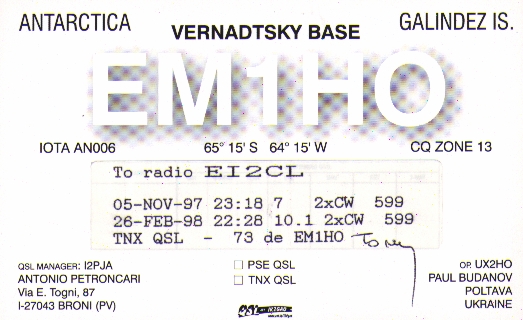 ANTARCTICA
VERNADTSKY BASE
GALINDEZ IS.
EM1HO
IOTA AN006
65° 15' S 64° 15' W
CQ ZONE 13
To radio EI2CL
05-NOV-97 23:18 7 2xCW 599
26-FEB-98 22:28 10.1 2xCW 599
TNX QSL - 73 de EM1HO Tony
QSL MANAGER: I2PJA
ANTONIO PETRONCARI
Via E. Togni, 87
I-27043 BRONI (PV)
PSE QSL
TNX QSL
QSL
OP. UX2HO
PAUL BUDANOV
POLTAVA
UKRAINE